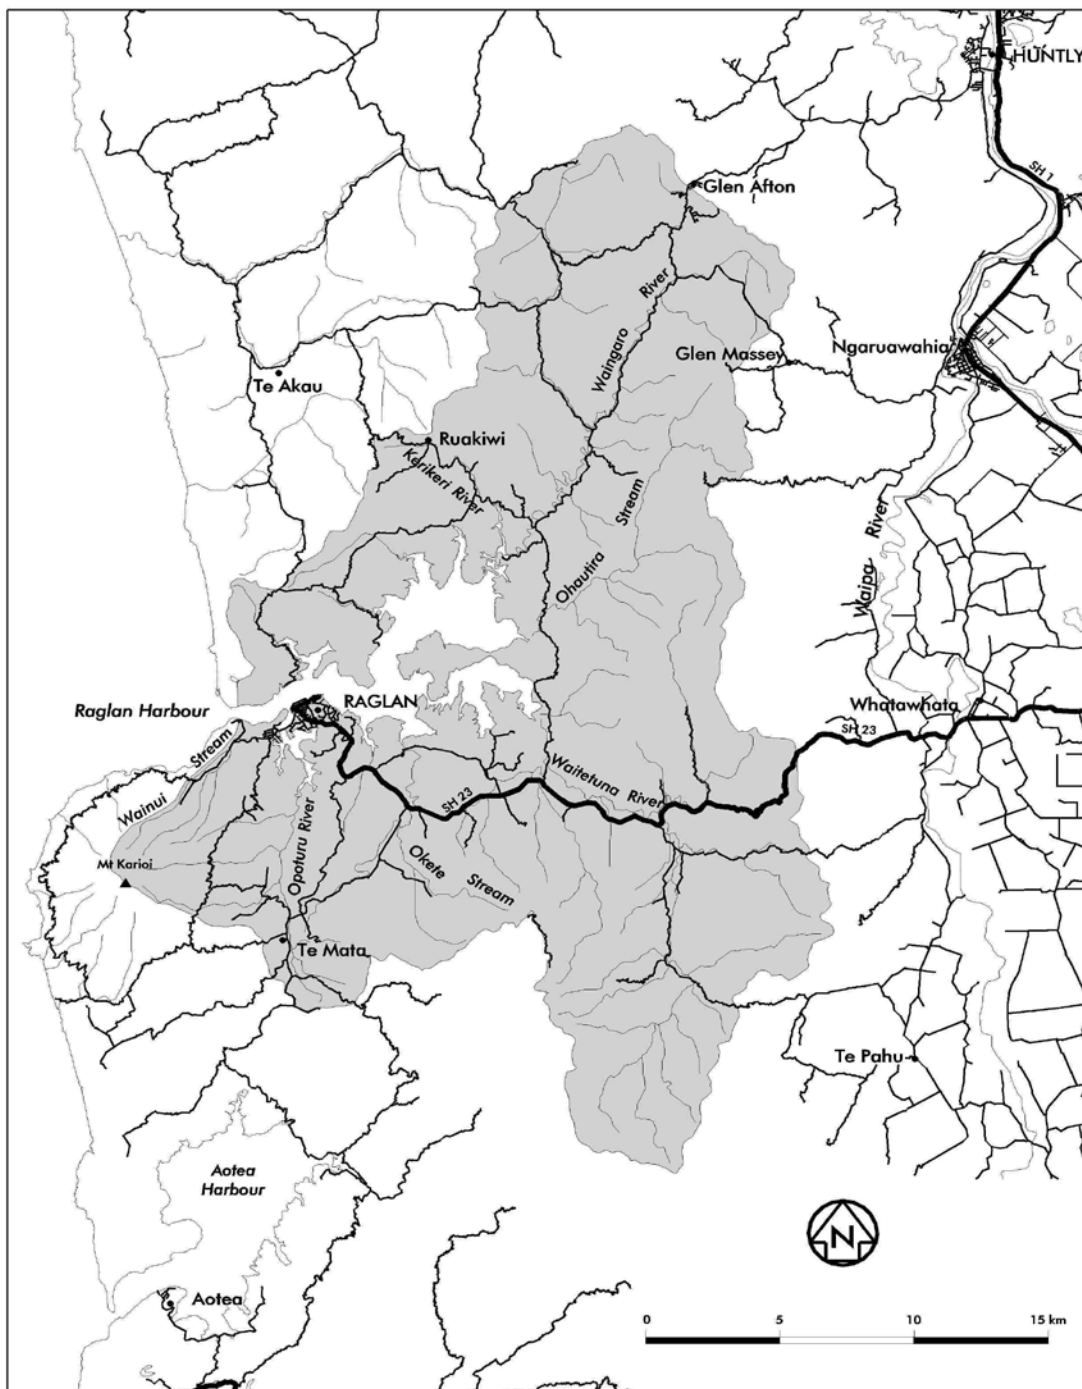 HUNTLY
SH 1
Glen Afton
River
Waingaro
Ngaruawahia
Glen Massey
Te Akau
Ruakiwi
Kerikeri River
Stream
Ohautira
Waipa River
RAGLAN
Raglan Harbour
Whatawhata
SH 23
Stream
Wainui
Waitetuna River
SH 23
Opoturu River
Mt Karioi
Okete Stream
Te Mata
Te Pahu
Aotea
Harbour
N
Aotea
0 5 10 15 km